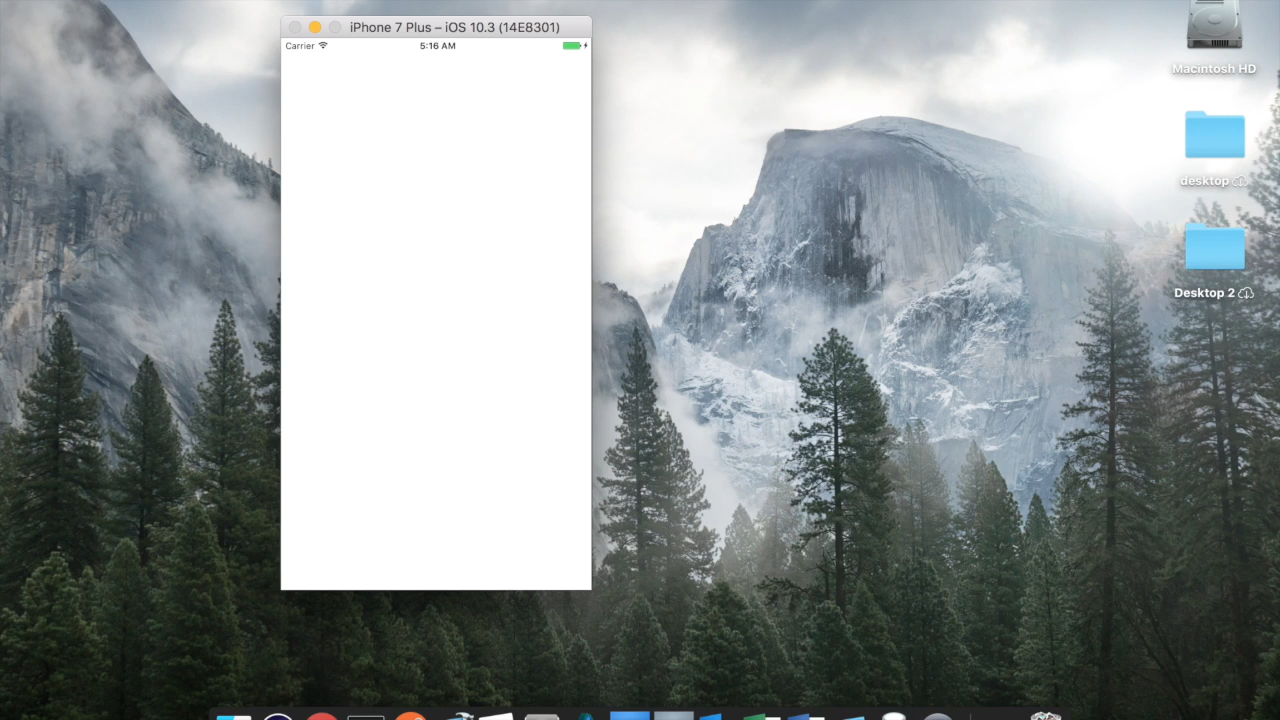 iPhone 7 Plus – iOS 10.3 (14E8301)
Carrier 5:16 AM
Macintosh HD
desktop
Desktop 2